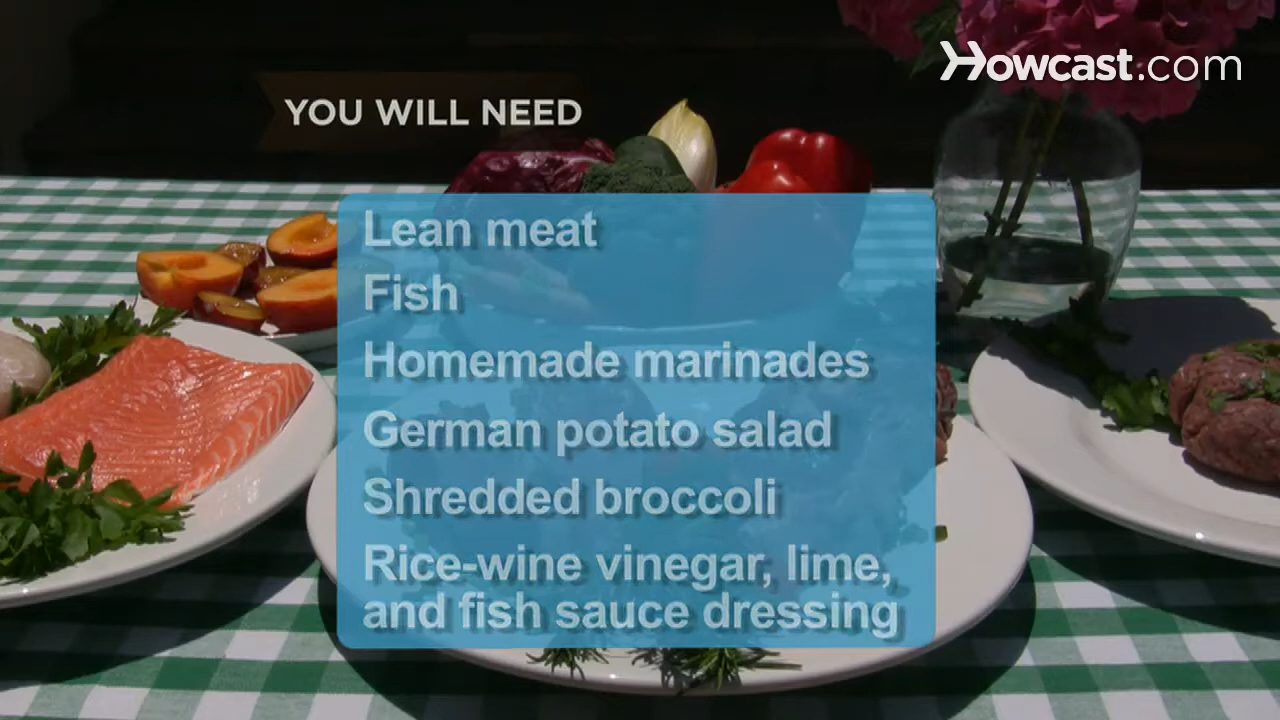 Howcast.com
YOU WILL NEED
Lean meat
Fish
Homemade marinades
German potato salad
Shredded broccoli
Rice-wine vinegar, lime,
and fish sauce dressing